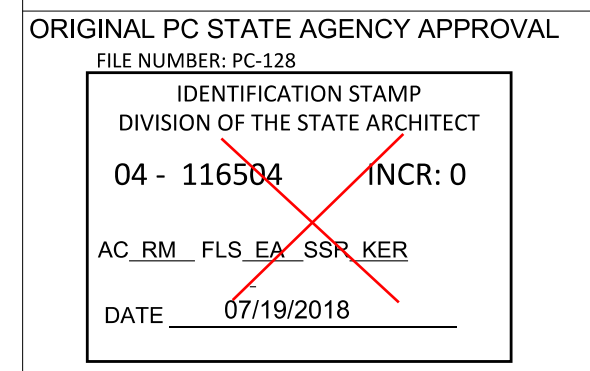 ORIGINAL PC STATE AGENCY APPROVAL
FILE NUMBER: PC-128
IDENTIFICATION STAMP
DIVISION OF THE STATE ARCHITECT
04 - 116504 INCR: 0
AC RM FLS EA SSR KER
DATE 07/19/2018